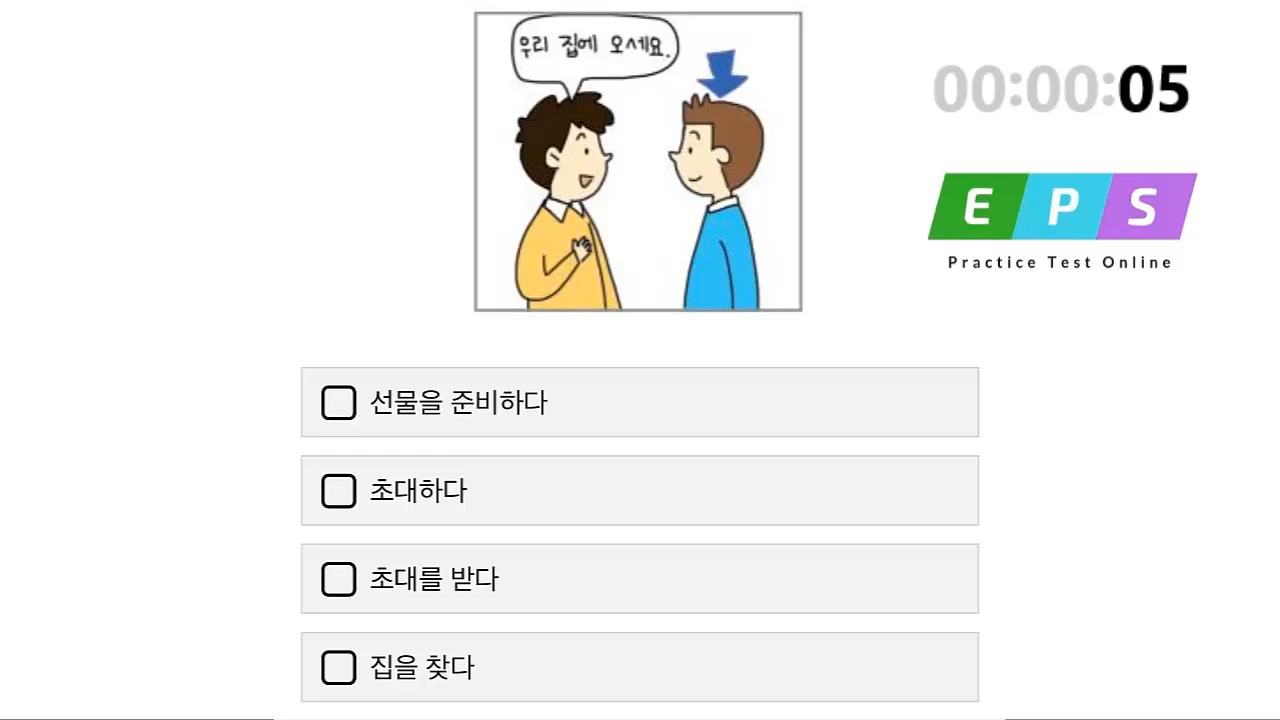 우리 집에 오세요.
00:00:05
EPS
Practice Test Online
선물을 준비하다
초대하다
초대를 받다
집을 찾다